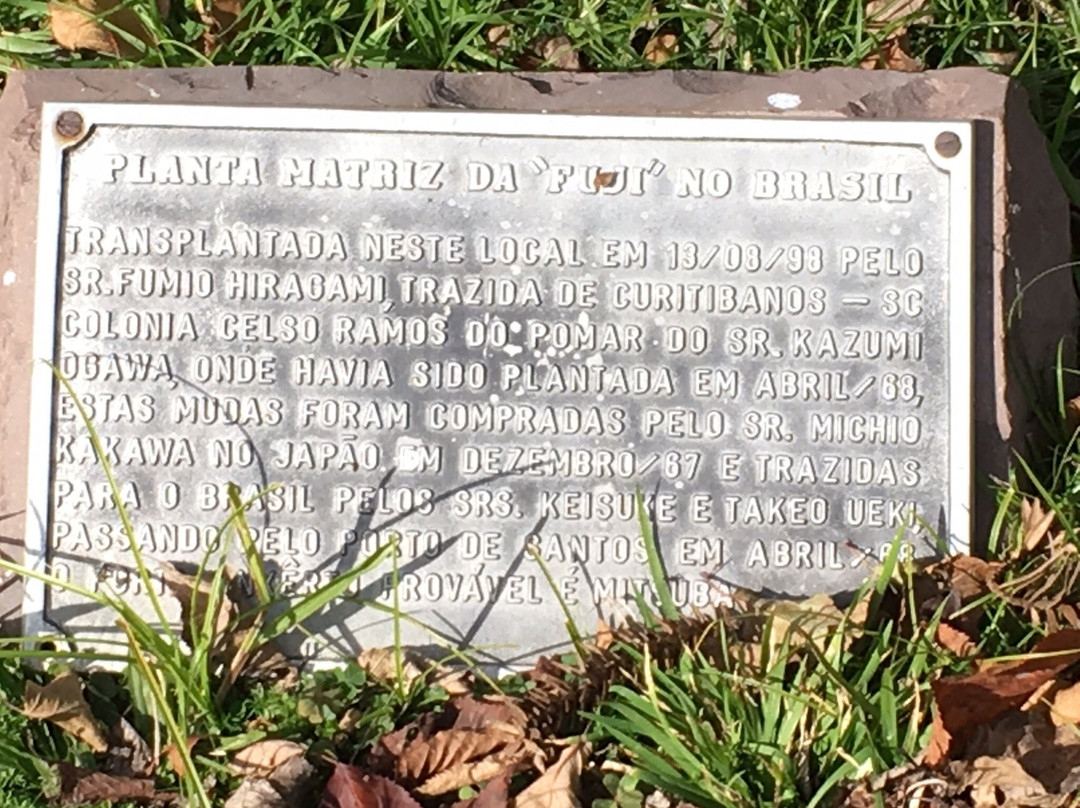 PLANTA MATRIZ DA "FUJI" NO BRASIL
TRANSPLANTADA NESTE LOCAL EM 13/08/98 PELO
SR. FUMIO HIRAGAMI, TRAZIDA DE CURITIBANOS – SC
COLONIA CELSO RAMOS DO POMAR DO SR. KAZUMI
OGAWA, ONDE HAVIA SIDO PLANTADA EM ABRIL/68,
ESTAS MUDAS FORAM COMPRADAS PELO SR. MICHIO
KAKAWA NO JAPÃO EM DEZEMBRO/67 E TRAZIDAS
PARA O BRASIL PELOS SRS. KEISUKE E TAKEO UEKI,
PASSANDO PELO PORTO DE SANTOS EM ABRIL/68
O PROVÁVEL É MITSUBA